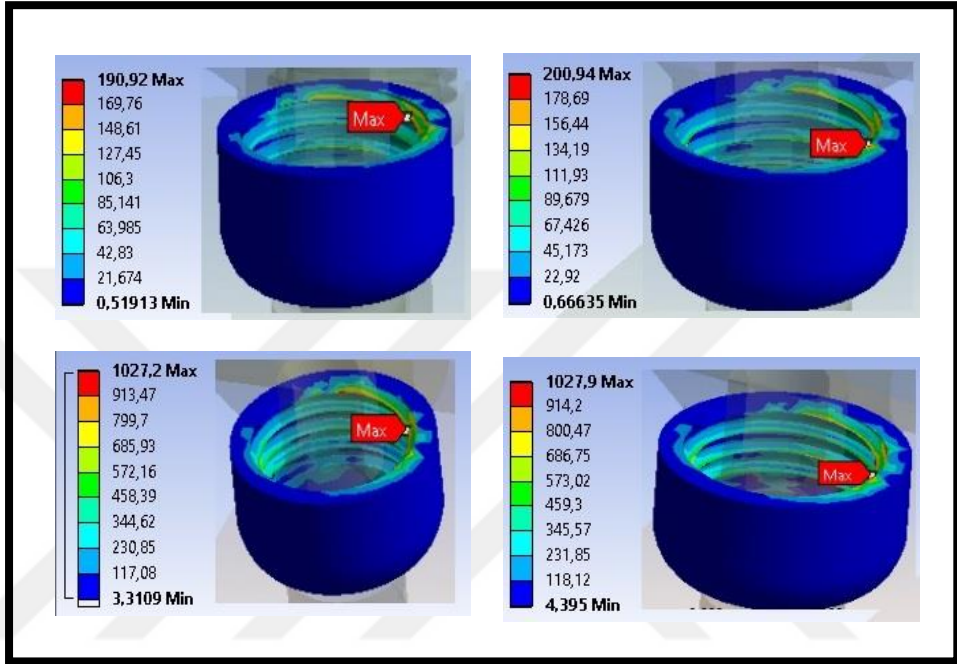 190,92 Max
169,76
148,61
127,45
106,3
85,141
63,985
42,83
21,674
0,51913 Min
Max
200,94 Max
178,69
156,44
134,19
111,93
89,679
67,426
45,173
22,92
0,66635 Min
Max
1027,2 Max
913,47
799,7
685,93
572,16
458,39
344,62
230,85
117,08
3,3109 Min
Max
1027,9 Max
914,2
800,47
686,75
573,02
459,3
345,57
231,85
118,12
4,395 Min
Max